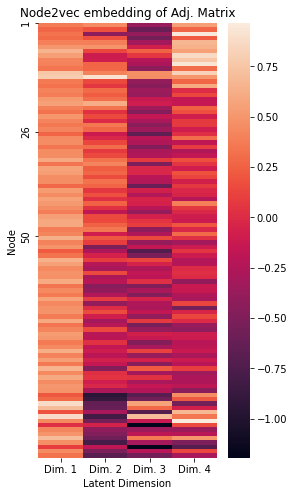 Node2vec embedding of Adj. Matrix
1
26
50
Node
Dim. 1 Dim. 2 Dim. 3 Dim. 4
Latent Dimension
0.75
0.50
0.25
0.00
−0.25
−0.50
−0.75
−1.00